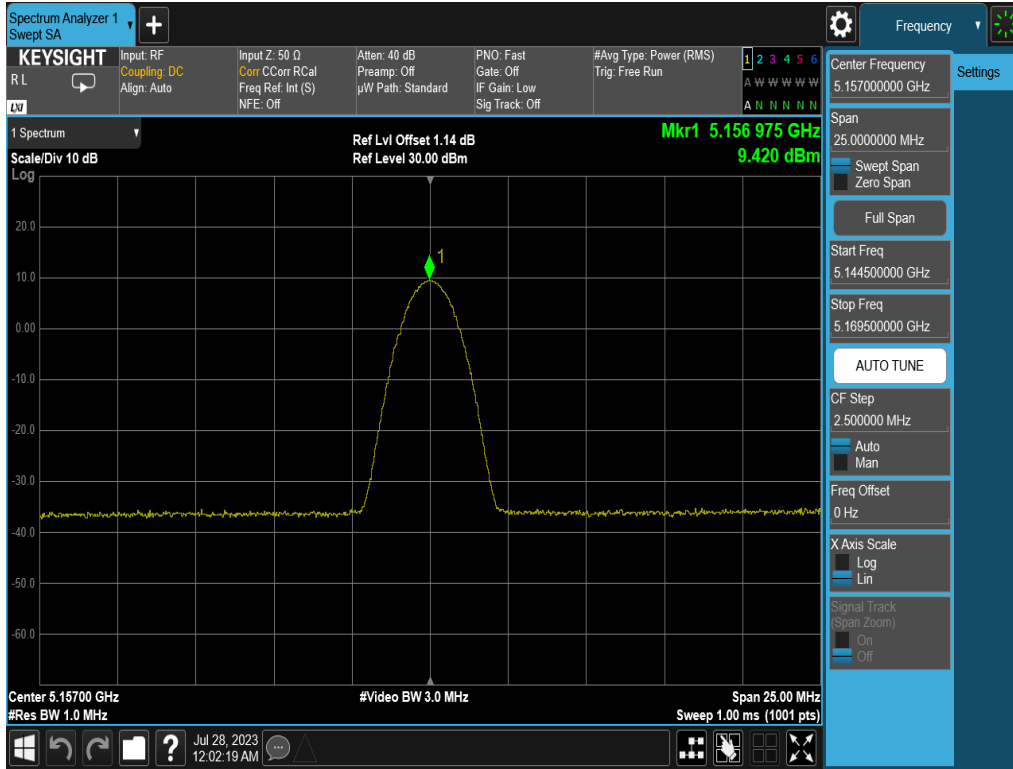 Spectrum Analyzer 1
Swept SA
+
Frequency
KEYSIGHT
R L
LXI
Input: RF
Coupling: DC
Align: Auto
Input Z: 50 Ω
Corr CCorr RCal
Freq Ref: Int (S)
NFE: Off
Atten: 40 dB
Preamp: Off
µW Path: Standard
PNO: Fast
Gate: Off
IF Gain: Low
Sig Track: Off
#Avg Type: Power (RMS)
Trig: Free Run
1 2 3 4 5 6
A W W W W W
A N N N N N
1 Spectrum
Scale/Div 10 dB
Log
Ref Lvl Offset 1.14 dB
Ref Level 30.00 dBm
Mkr1 5.156 975 GHz
9.420 dBm
1
20.0
10.0
0.00
-10.0
-20.0
-30.0
-40.0
-50.0
-60.0
Center 5.15700 GHz
#Res BW 1.0 MHz
#Video BW 3.0 MHz
Span 25.00 MHz
Sweep 1.00 ms (1001 pts)
?
Jul 28, 2023
12:02:19 AM
Center Frequency
5.157000000 GHz
Settings
Span
25.0000000 MHz
Swept Span
Zero Span
Full Span
Start Freq
5.144500000 GHz
Stop Freq
5.169500000 GHz
AUTO TUNE
CF Step
2.500000 MHz
Auto
Man
Freq Offset
0 Hz
X Axis Scale
Log
Lin
Signal Track
(Span Zoom)
On
Off